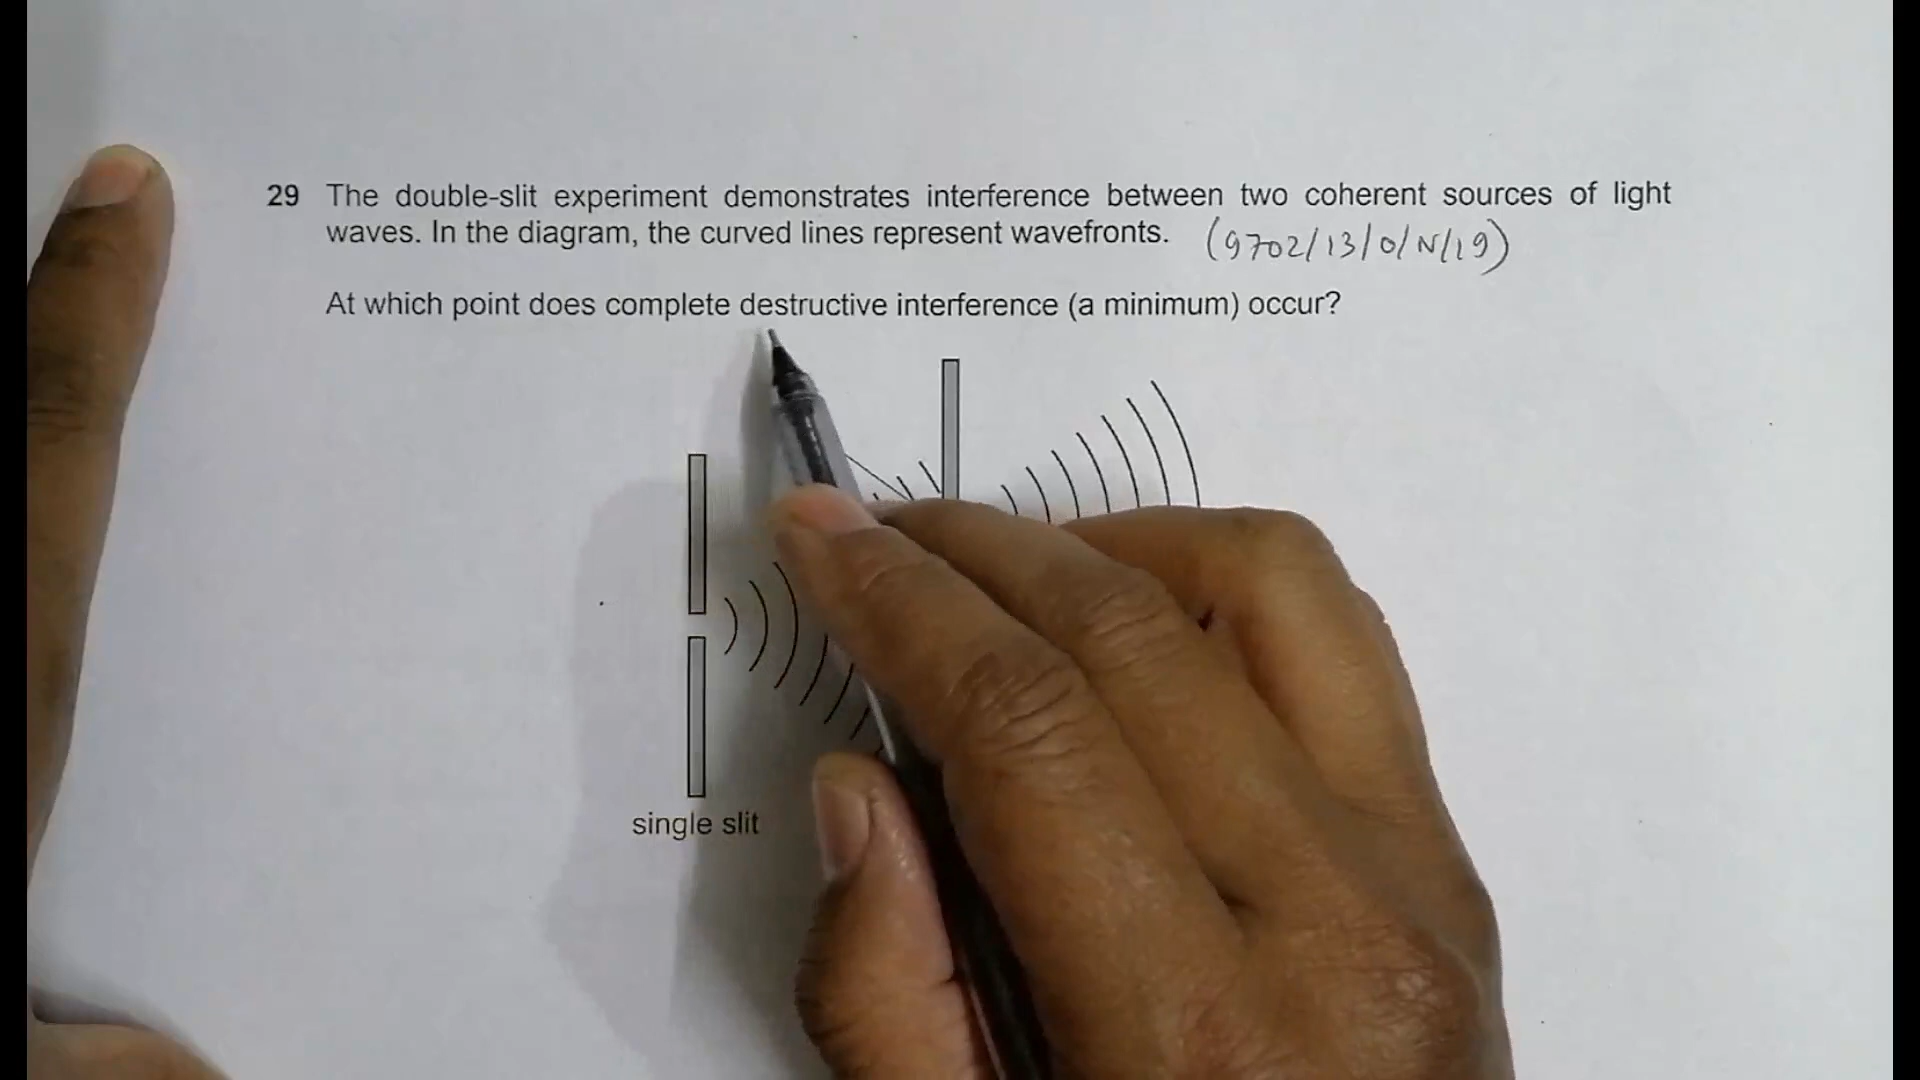 29 The double-slit experiment demonstrates interference between two coherent sources of light
waves. In the diagram, the curved lines represent wavefronts. (9702/13/O/N/19)
At which point does complete destructive interference (a minimum) occur?
single slit